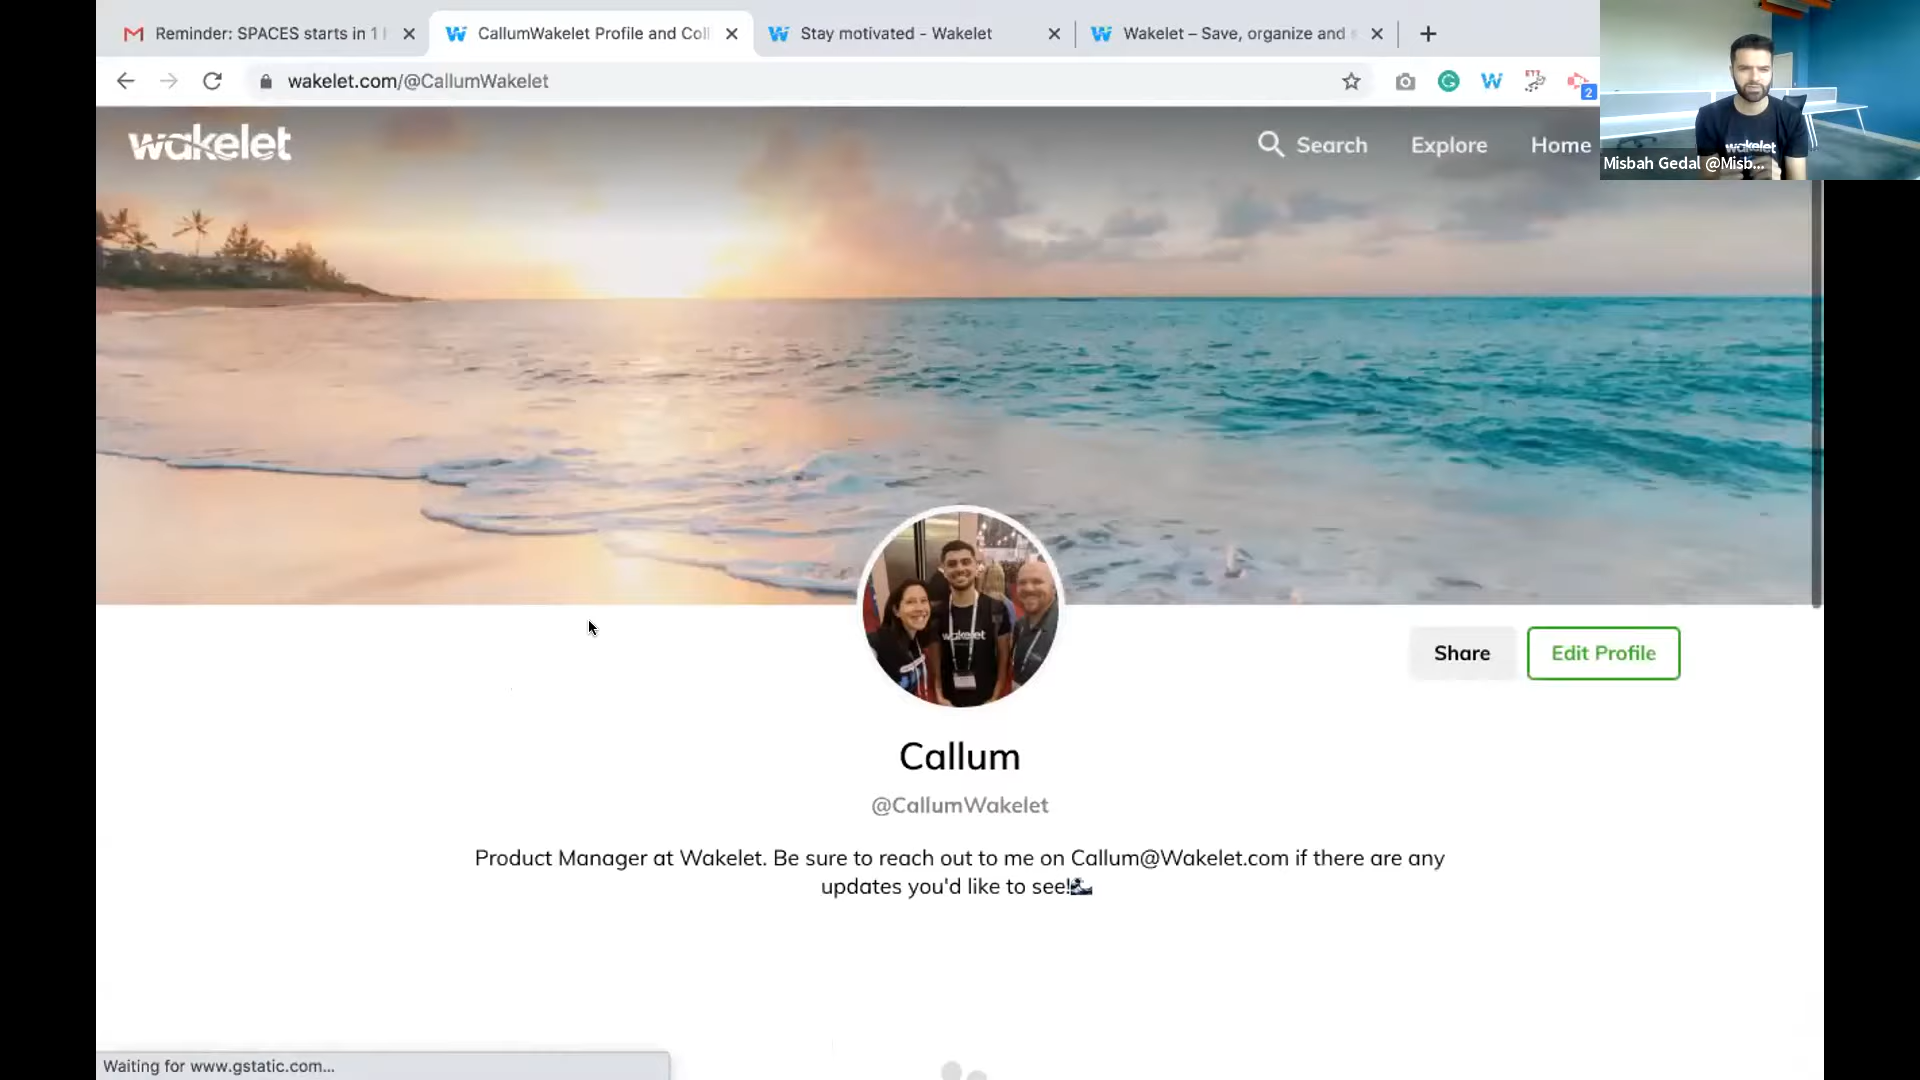 Reminder: SPACES starts in 1
CallumWakelet Profile and Coll
Stay motivated - Wakelet
Wakelet – Save, organize and
wakelet.com/@CallumWakelet
2
wakelet
Search
Explore
Home
wakelet
Misbah Gedal @Misb...
wakelet
Share
Edit Profile
Callum
@CallumWakelet
Product Manager at Wakelet. Be sure to reach out to me on Callum@Wakelet.com if there are any
updates you'd like to see!
Waiting for www.gstatic.com...